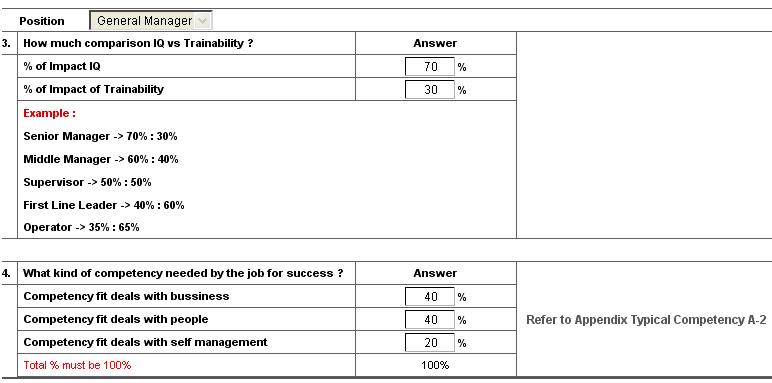 Position General Manager
3. How much comparison IQ vs Trainability ? Answer
% of Impact IQ 70 %
% of Impact of Trainability 30 %
Example :
Senior Manager -> 70% : 30%
Middle Manager -> 60% : 40%
Supervisor -> 50% : 50%
First Line Leader -> 40% : 60%
Operator -> 35% : 65%
4. What kind of competency needed by the job for success ? Answer
Competency fit deals with bussiness 40 %
Competency fit deals with people 40 % Refer to Appendix Typical Competency A-2
Competency fit deals with self management 20 %
Total % must be 100% 100%